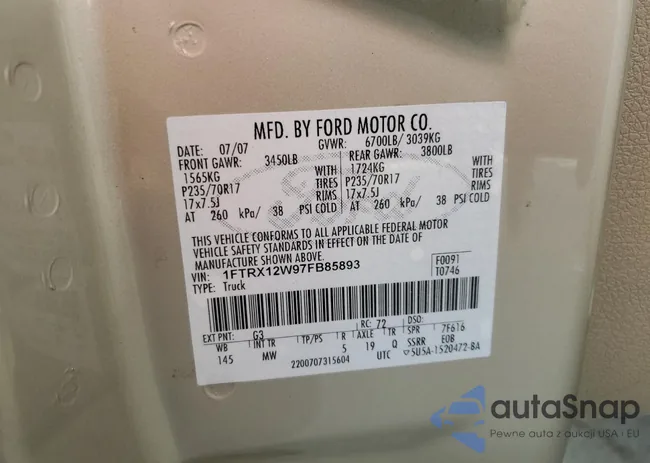 MFD. BY FORD MOTOR CO.
DATE: 07/07 GVWR: 6700LB/ 3039KG
FRONT GAWR: 3450LB REAR GAWR: 3800LB
1565KG WITH 1724KG WITH
P235/70R17 TIRES P235/70R17 TIRES
17x7.5J RIMS 17x7.5J RIMS
AT 260 kPa/ 38 PSI COLD AT 260 kPa/ 38 PSI COLD
Ford
THIS VEHICLE CONFORMS TO ALL APPLICABLE FEDERAL MOTOR
VEHICLE SAFETY STANDARDS IN EFFECT ON THE DATE OF
MANUFACTURE SHOWN ABOVE.
VIN: 1FTRX12W97FB85893 F0091
TYPE: Truck T0746
EXT PNT: G3 RC: 72 DSO:
WB INT TR TP/PS R AXLE TR SPR 7F616
145 MW 5 19 Q SSRR EOB
2200707315604 UTC ▽5U5A-1520472-BA
autaSnap
Pewne auta z aukcji USA i EU